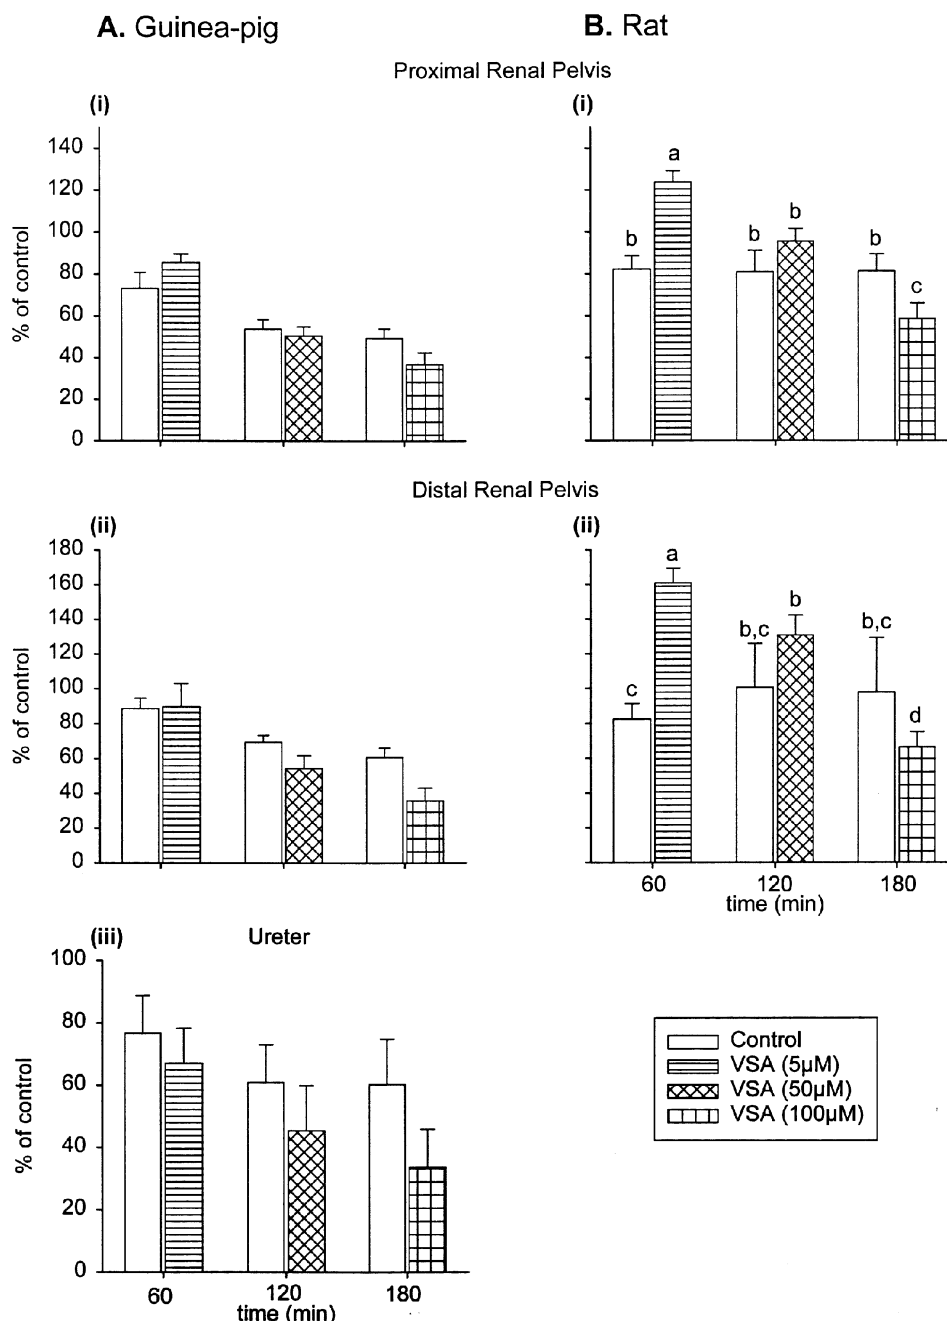 A. Guinea-pig
B. Rat
Proximal Renal Pelvis
(i)
140
120
100
80
60
40
20
0
% of control
(i)
b
a
b
b
b
c
Distal Renal Pelvis
(ii)
180
160
140
120
100
80
60
40
20
0
% of control
(ii)
c
a
b,c
b
b,c
d
60
120
180
time (min)
(iii)
Ureter
100
80
60
40
20
0
% of control
60
120
180
time (min)
Control
VSA (5µM)
VSA (50µM)
VSA (100µM)